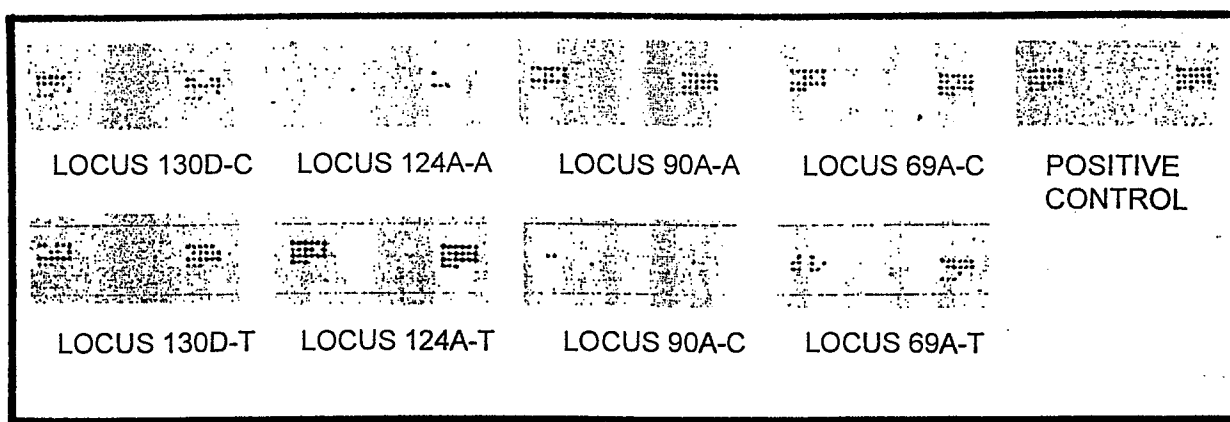 LOCUS 130D-C LOCUS 124A-A LOCUS 90A-A LOCUS 69A-C POSITIVE
CONTROL
LOCUS 130D-T LOCUS 124A-T LOCUS 90A-C LOCUS 69A-T